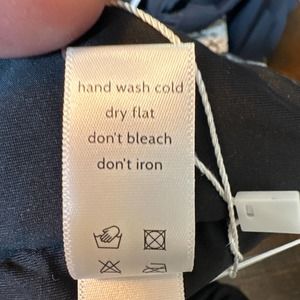 hand wash cold
dry flat
don't bleach
don't iron